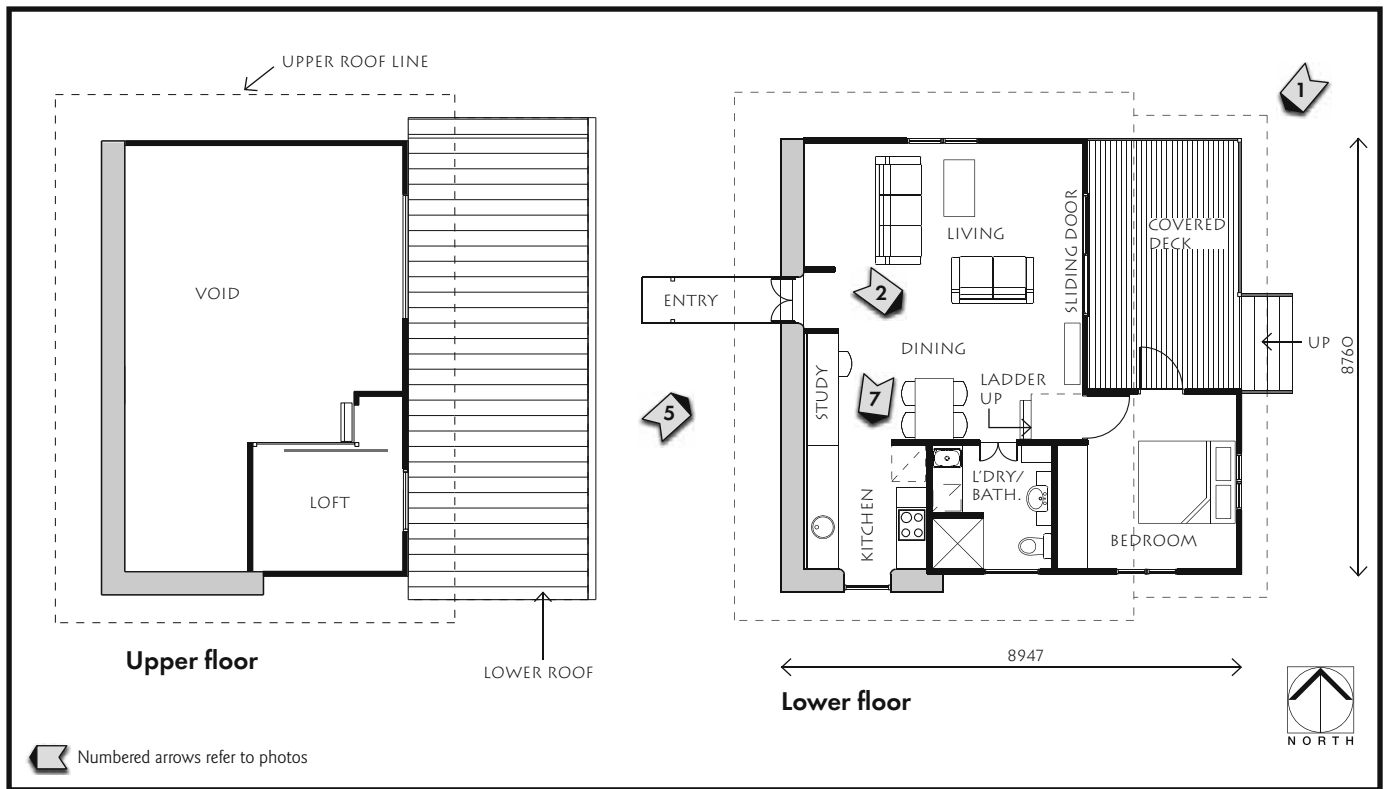 UPPER ROOF LINE
VOID
LOFT
Upper floor
LOWER ROOF
1
LIVING
SLIDING DOOR
COVERED
DECK
ENTRY
2
UP
8760
DINING
STUDY
7
LADDER
UP
5
L'DRY/
BATH.
KITCHEN
BEDROOM
8947
Lower floor
NORTH
Numbered arrows refer to photos